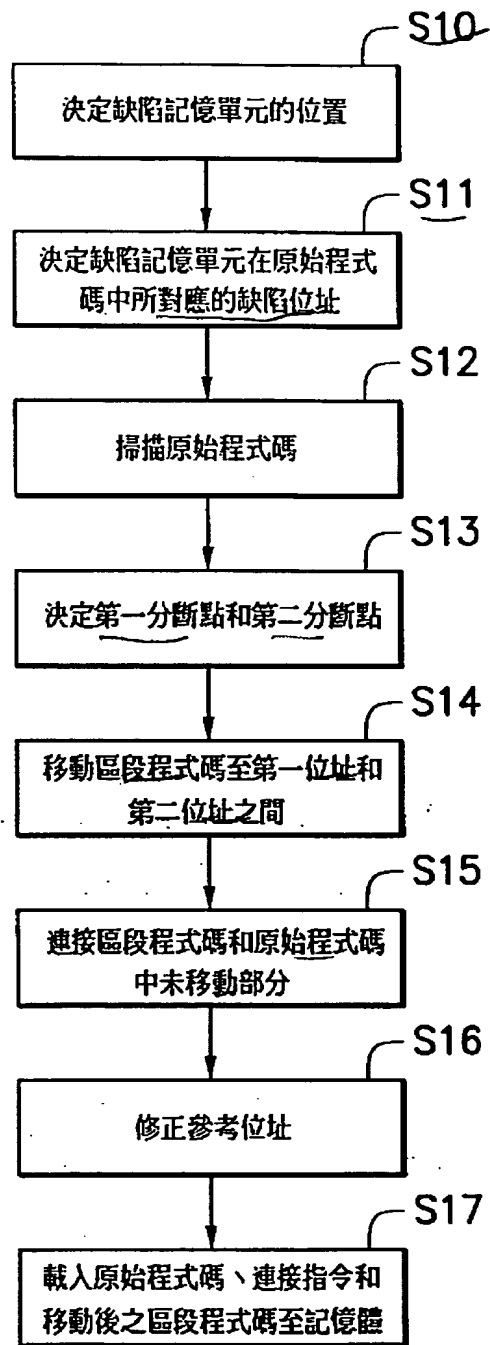 S10
決定缺陷記憶單元的位置
S11
決定缺陷記憶單元在原始程式
碼中所對應的缺陷位址
S12
掃描原始程式碼
S13
決定第一分斷點和第二分斷點
S14
移動區段程式碼至第一位址和
第二位址之間
S15
連接區段程式碼和原始程式碼
中未移動部分
S16
修正參考位址
S17
載入原始程式碼、連接指令和
移動後之區段程式碼至記憶體